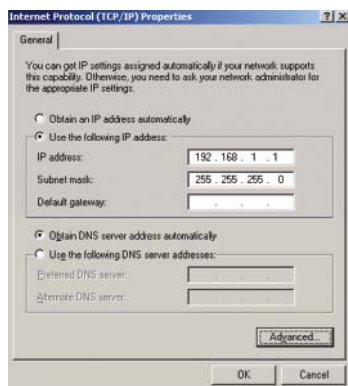 Internet Protocol (TCP/IP) Properties
General
You can get IP settings assigned automatically if your network supports
this capability. Otherwise, you need to ask your network administrator for
the appropriate IP settings.
Obtain an IP address automatically
Use the following IP address:
IP address: 192 . 168 . 1 . 1
Subnet mask: 255 . 255 . 255 . 0
Default gateway: . . .
Obtain DNS server address automatically
Use the following DNS server addresses:
Preferred DNS server: . . .
Alternate DNS server: . . .
Advanced...
OK Cancel